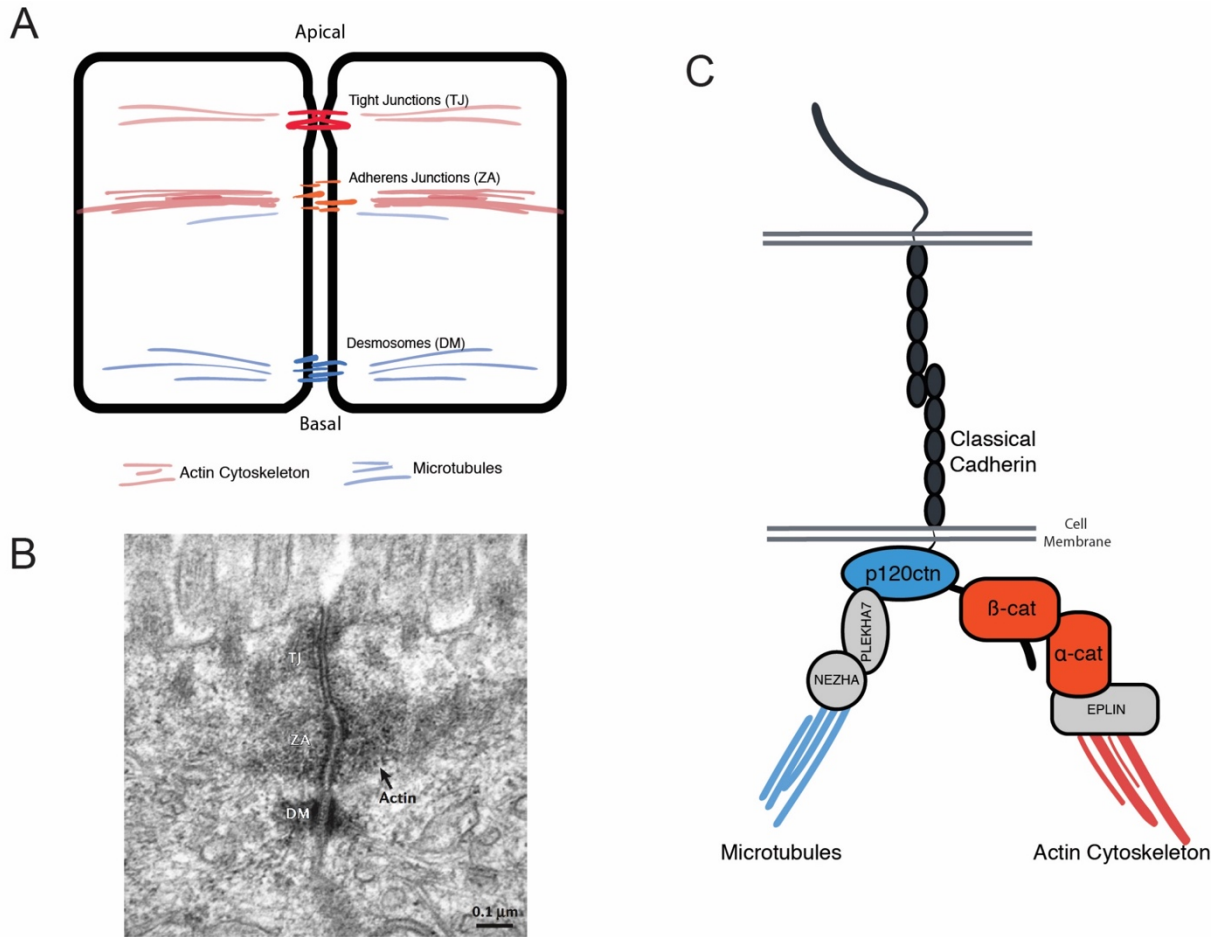 A
Apical
Tight Junctions (TJ)
Adherens Junctions (ZA)
Desmosomes (DM)
Basal
Actin Cytoskeleton
Microtubules
B
TJ
ZA
Actin
DM
0.1 µm
C
Classical
Cadherin
Cell
Membrane
p120ctn
ß-cat
PLEKHA7
α-cat
NEZHA
EPLIN
Microtubules
Actin Cytoskeleton